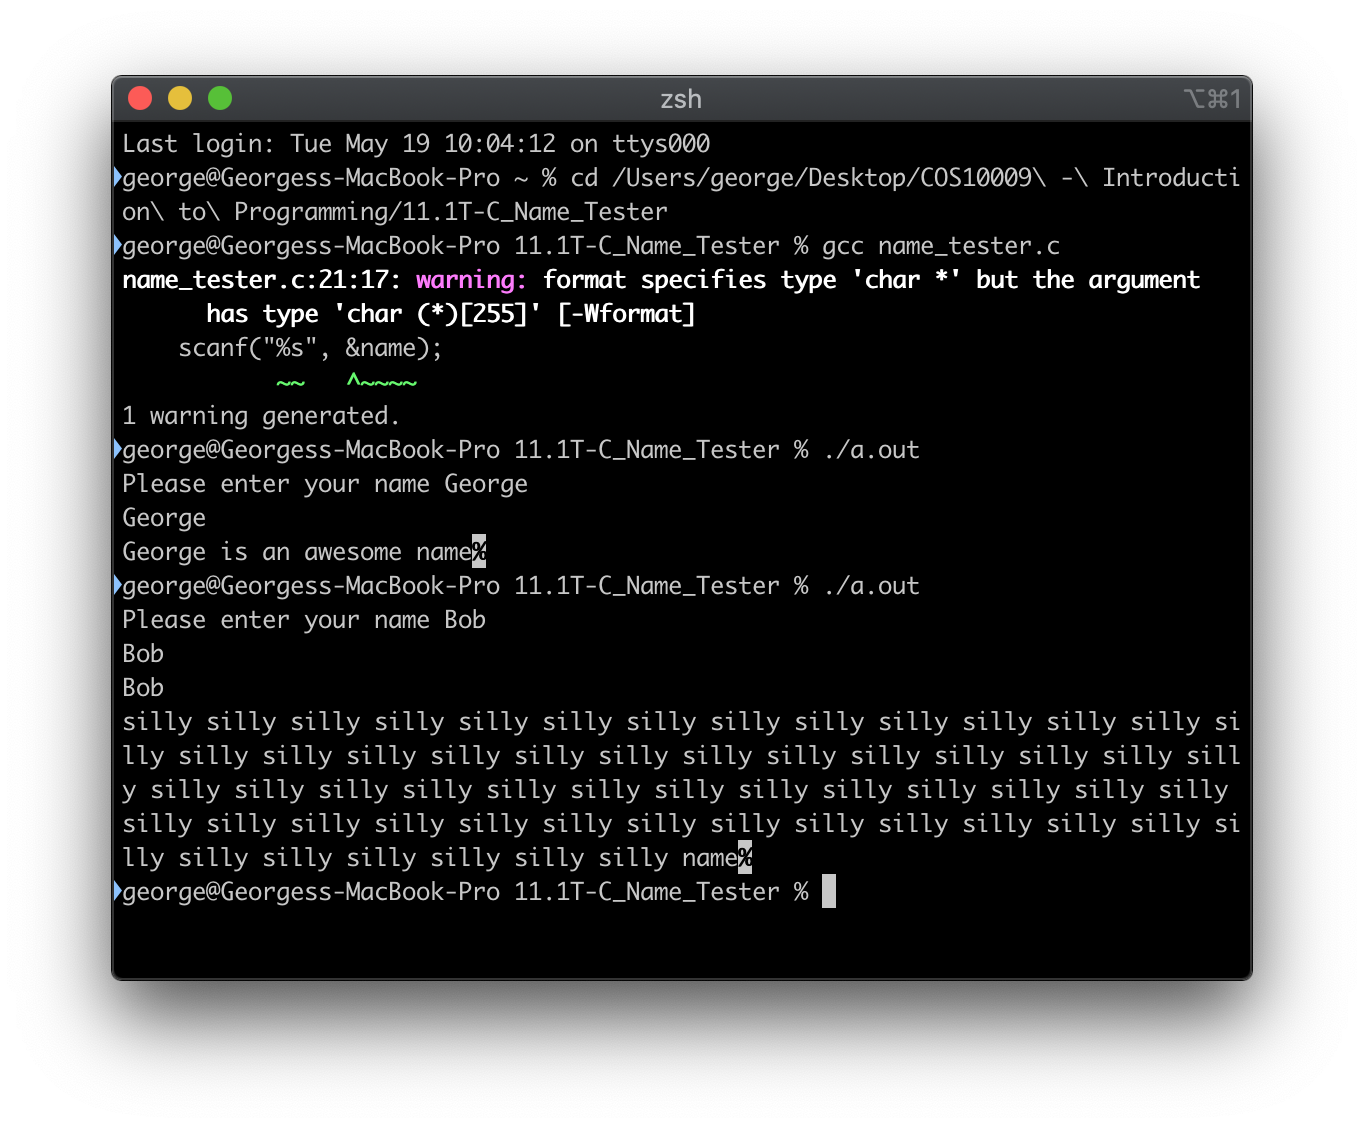 zsh
⌥⌘1
Last login: Tue May 19 10:04:12 on ttys000
george@Georgess-MacBook-Pro ~ % cd /Users/george/Desktop/COS10009\ -\ Introducti
on\ to\ Programming/11.1T-C_Name_Tester
george@Georgess-MacBook-Pro 11.1T-C_Name_Tester % gcc name_tester.c
name_tester.c:21:17: warning: format specifies type 'char *' but the argument
      has type 'char (*)[255]' [-Wformat]
    scanf("%s", &name);
           ~~   ^~~~~
1 warning generated.
george@Georgess-MacBook-Pro 11.1T-C_Name_Tester % ./a.out
Please enter your name George
George
George is an awesome name%
george@Georgess-MacBook-Pro 11.1T-C_Name_Tester % ./a.out
Please enter your name Bob
Bob
Bob
silly silly silly silly silly silly silly silly silly silly silly silly silly si
lly silly silly silly silly silly silly silly silly silly silly silly silly sill
y silly silly silly silly silly silly silly silly silly silly silly silly silly
silly silly silly silly silly silly silly silly silly silly silly silly silly si
lly silly silly silly silly silly silly name%
george@Georgess-MacBook-Pro 11.1T-C_Name_Tester %